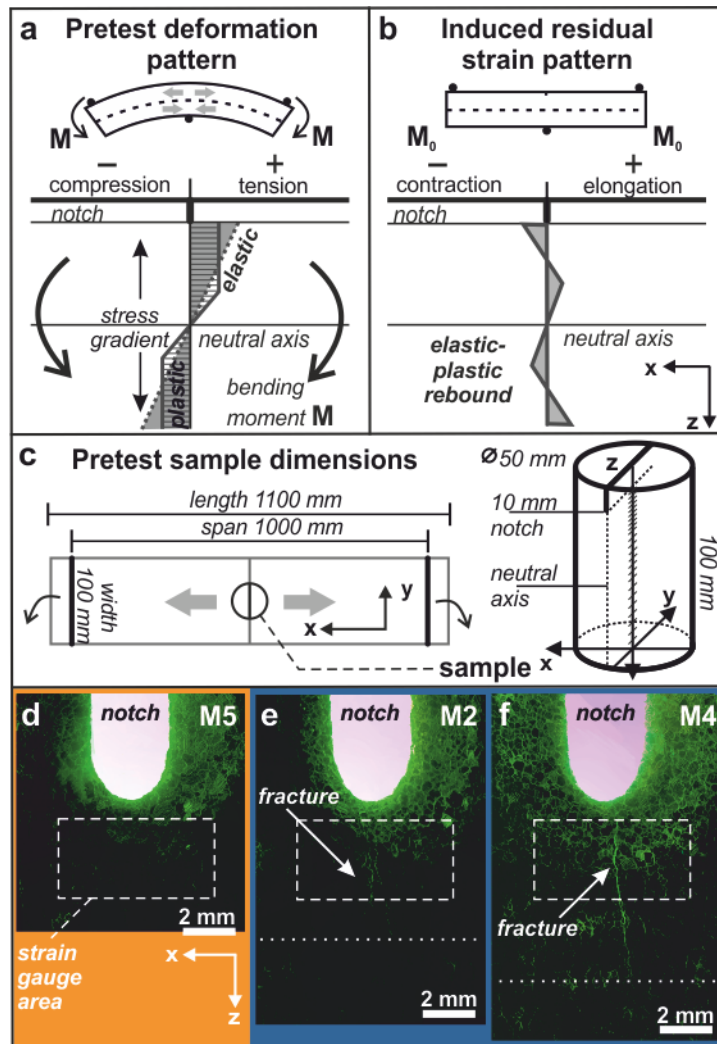 a Pretest deformation
pattern
M
M
− +
compression tension
notch
elastic
stress
gradient
neutral axis
plastic
bending
moment M
b Induced residual
strain pattern
M0 M0
− +
contraction elongation
notch
neutral axis
elastic-
plastic
rebound
x
z
c Pretest sample dimensions
length 1100 mm
span 1000 mm
width
100 mm
y
x
sample
Ø50 mm
z
10 mm
notch
neutral
axis
100 mm
y
x
d notch M5
2 mm
strain
gauge
area
x
z
e notch M2
fracture
2 mm
f notch M4
fracture
2 mm